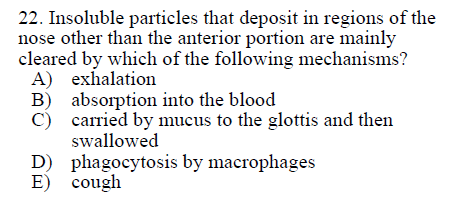 22. Insoluble particles that deposit in regions of the
nose other than the anterior portion are mainly
cleared by which of the following mechanisms?
A) exhalation
B) absorption into the blood
C) carried by mucus to the glottis and then
swallowed
D) phagocytosis by macrophages
E) cough